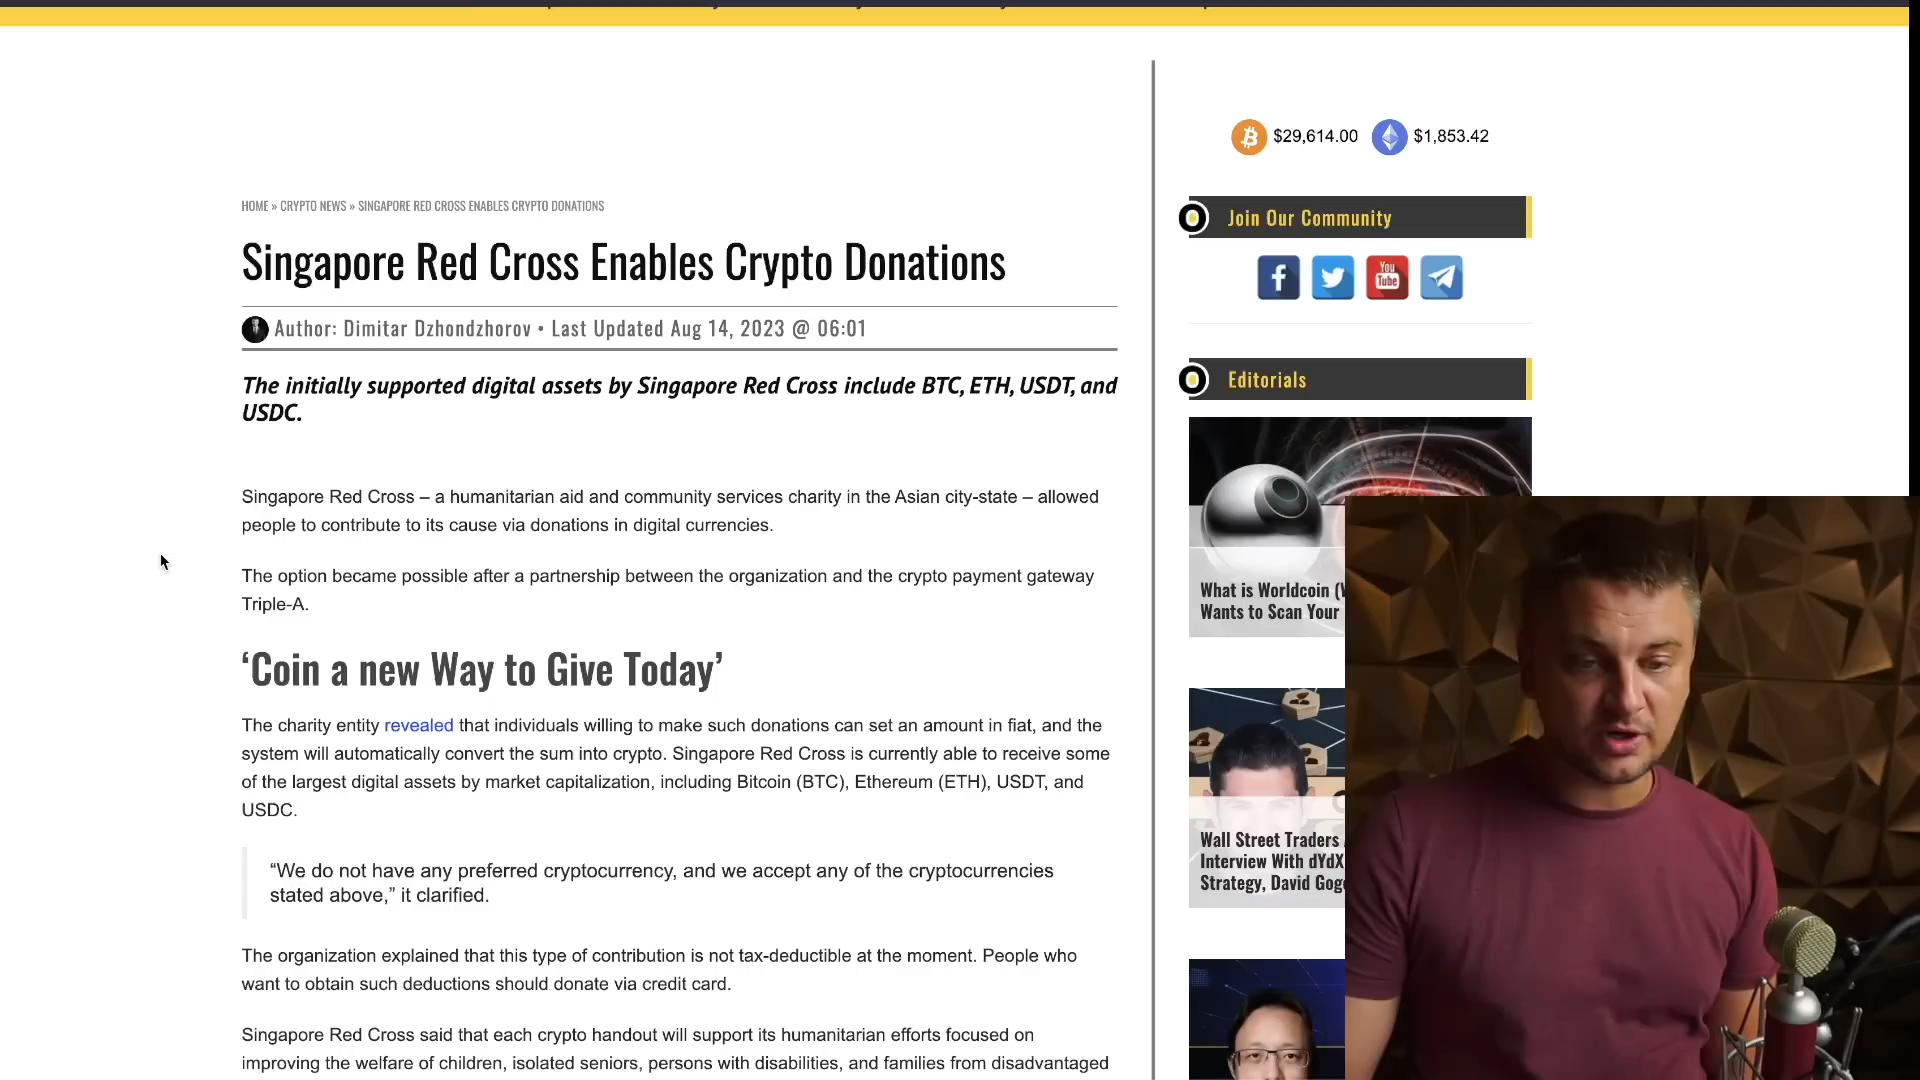 $29,614.00 $1,853.42
HOME » CRYPTO NEWS » SINGAPORE RED CROSS ENABLES CRYPTO DONATIONS
Singapore Red Cross Enables Crypto Donations
Author: Dimitar Dzhondzhorov • Last Updated Aug 14, 2023 @ 06:01
The initially supported digital assets by Singapore Red Cross include BTC, ETH, USDT, and
USDC.
Singapore Red Cross – a humanitarian aid and community services charity in the Asian city-state – allowed
people to contribute to its cause via donations in digital currencies.
The option became possible after a partnership between the organization and the crypto payment gateway
Triple-A.
‘Coin a new Way to Give Today’
The charity entity revealed that individuals willing to make such donations can set an amount in fiat, and the
system will automatically convert the sum into crypto. Singapore Red Cross is currently able to receive some
of the largest digital assets by market capitalization, including Bitcoin (BTC), Ethereum (ETH), USDT, and
USDC.
“We do not have any preferred cryptocurrency, and we accept any of the cryptocurrencies
stated above,” it clarified.
The organization explained that this type of contribution is not tax-deductible at the moment. People who
want to obtain such deductions should donate via credit card.
Singapore Red Cross said that each crypto handout will support its humanitarian efforts focused on
improving the welfare of children, isolated seniors, persons with disabilities, and families from disadvantaged
Join Our Community
You
Tube
Editorials
What is Worldcoin (
Wants to Scan Your
Wall Street Traders
Interview With dYdX
Strategy, David